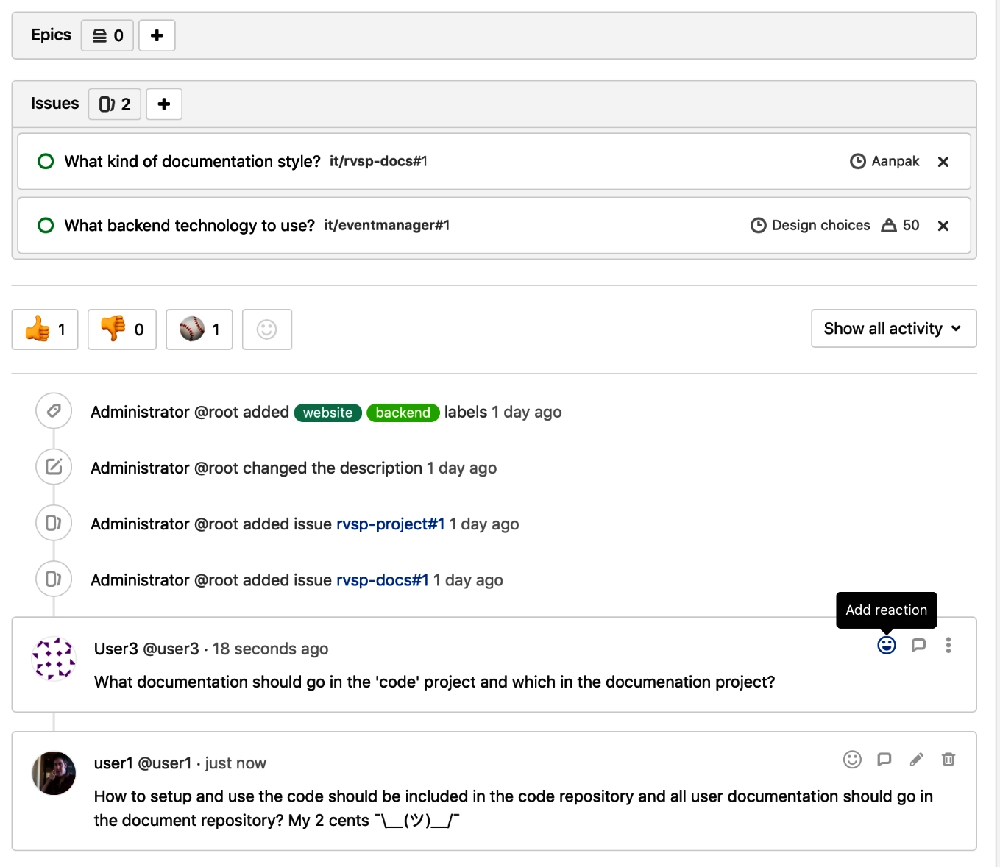 Epics 0
Issues 2
What kind of documentation style? it/rvsp-docs#1 Aanpak
What backend technology to use? it/eventmanager#1 Design choices 50
1 0 1 Show all activity
Administrator @root added website backend labels 1 day ago
Administrator @root changed the description 1 day ago
Administrator @root added issue rvsp-project#1 1 day ago
Administrator @root added issue rvsp-docs#1 1 day ago
Add reaction
User3 @user3 · 18 seconds ago
What documentation should go in the 'code' project and which in the documenation project?
user1 @user1 · just now
How to setup and use the code should be included in the code repository and all user documentation should go in
the document repository? My 2 cents ¯\__(ツ)__/¯